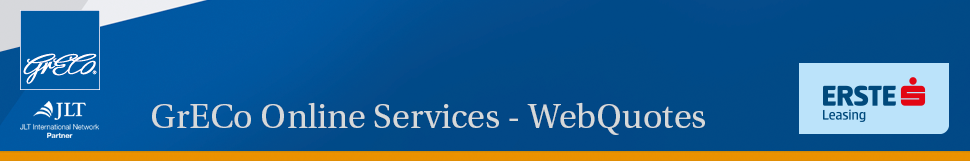 GrECo®
JLT
JLT International Network
Partner
GrECo Online Services - WebQuotes
ERSTE
Leasing